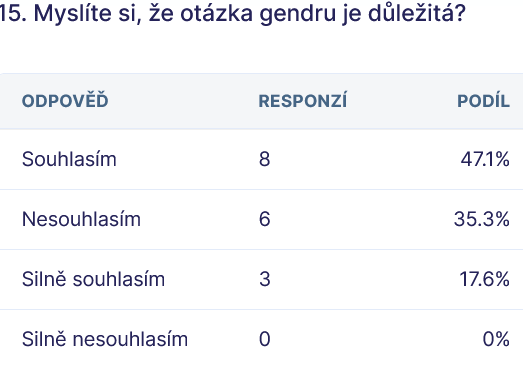 15. Myslíte si, že otázka gendru je důležitá?
ODPOVĚĎ RESPONZÍ PODÍL
Souhlasím 8 47.1%
Nesouhlasím 6 35.3%
Silně souhlasím 3 17.6%
Silně nesouhlasím 0 0%